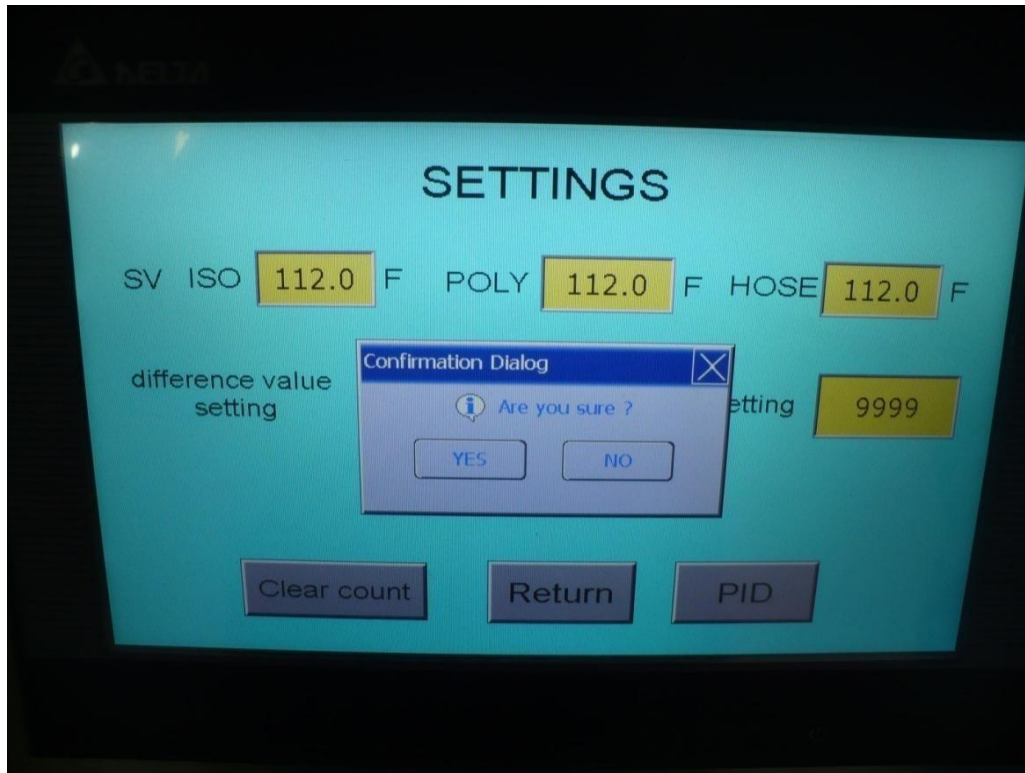 DELTA
SETTINGS
SV ISO 112.0 F POLY 112.0 F HOSE 112.0 F
difference value
setting
Confirmation Dialog
Are you sure ?
YES NO
etting 9999
Clear count Return PID